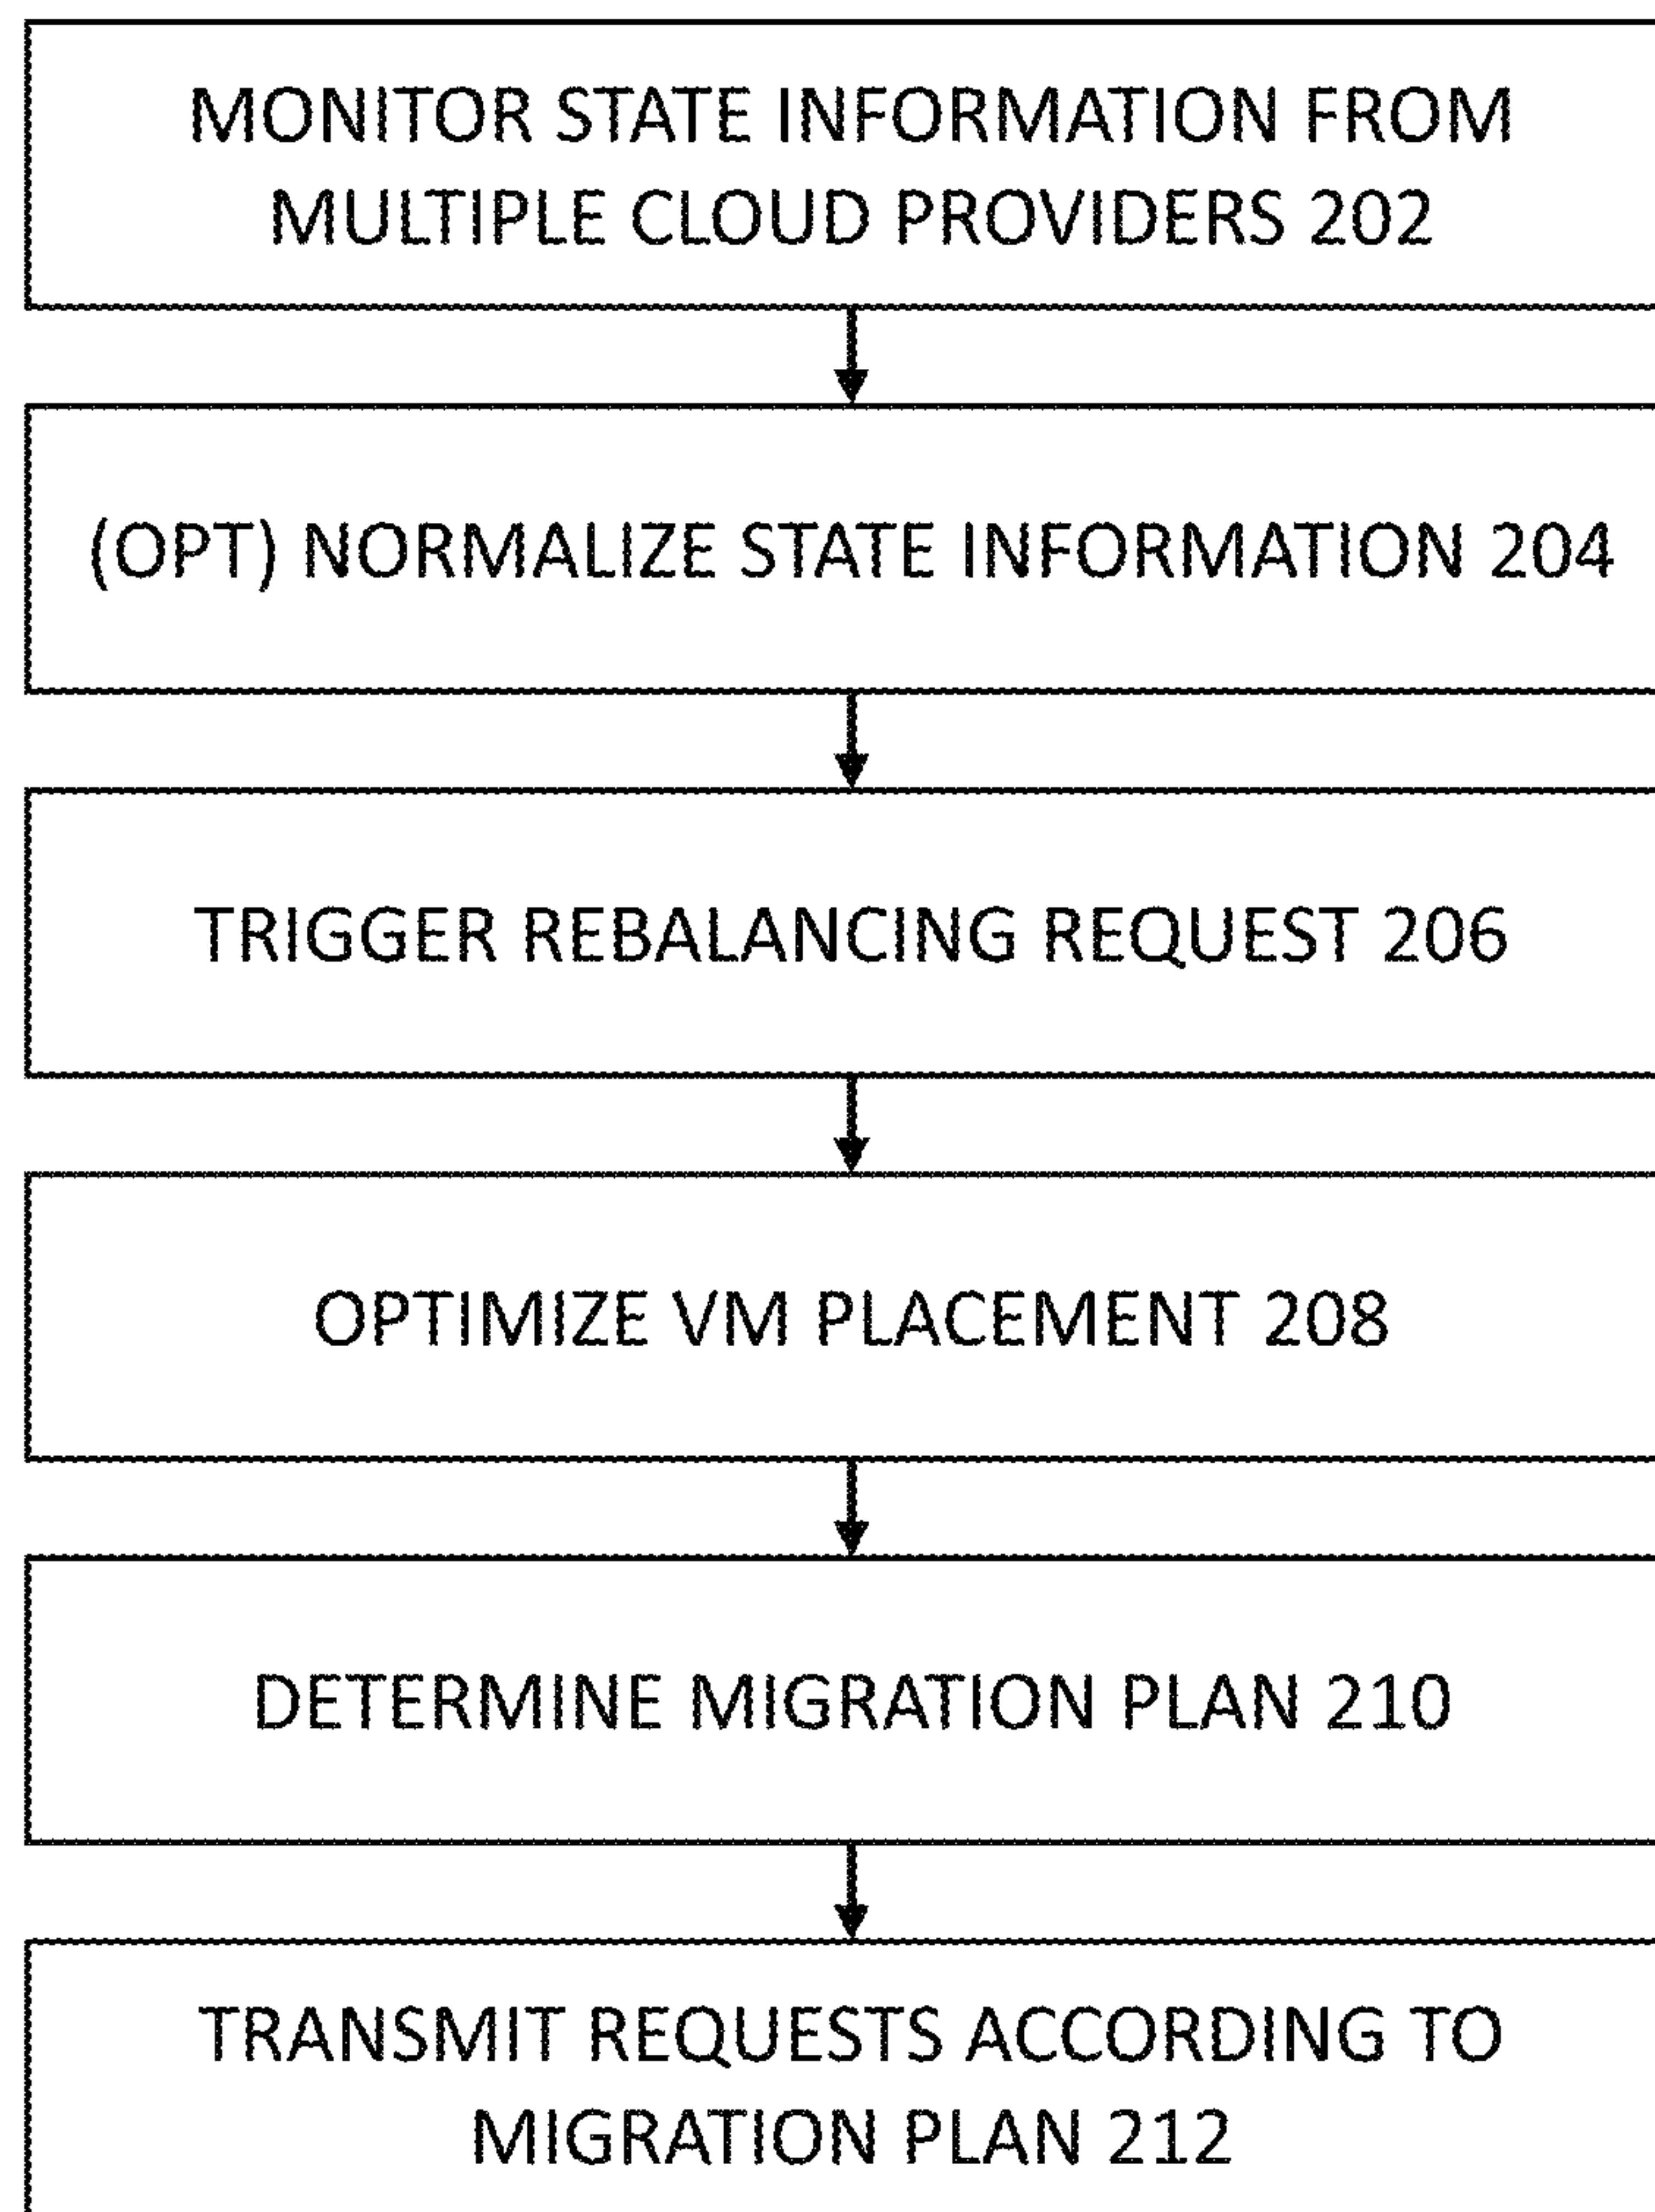 MONITOR STATE INFORMATION FROM
MULTIPLE CLOUD PROVIDERS 202
(OPT) NORMALIZE STATE INFORMATION 204
TRIGGER REBALANCING REQUEST 206
OPTIMIZE VM PLACEMENT 208
DETERMINE MIGRATION PLAN 210
TRANSMIT REQUESTS ACCORDING TO
MIGRATION PLAN 212